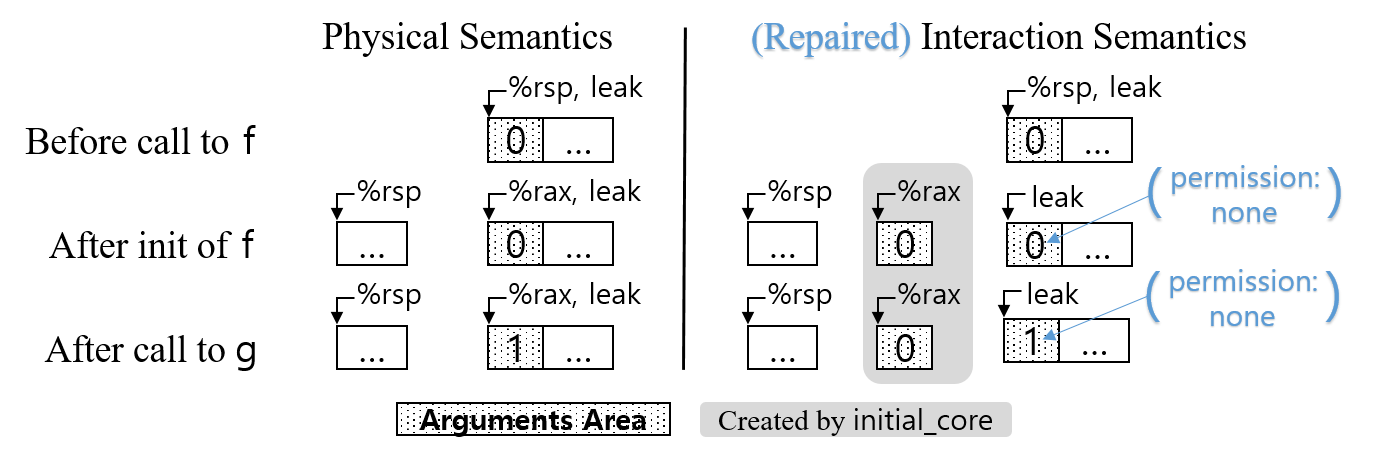 Physical Semantics
(Repaired) Interaction Semantics
%rsp, leak
%rsp, leak
Before call to f
0 ...
0 ...
%rsp
%rax, leak
%rsp
%rax
leak
(permission: none)
After init of f
...
0 ...
...
0
0 ...
%rsp
%rax, leak
%rsp
%rax
leak
(permission: none)
After call to g
...
1 ...
...
0
1 ...
Arguments Area
Created by initial_core